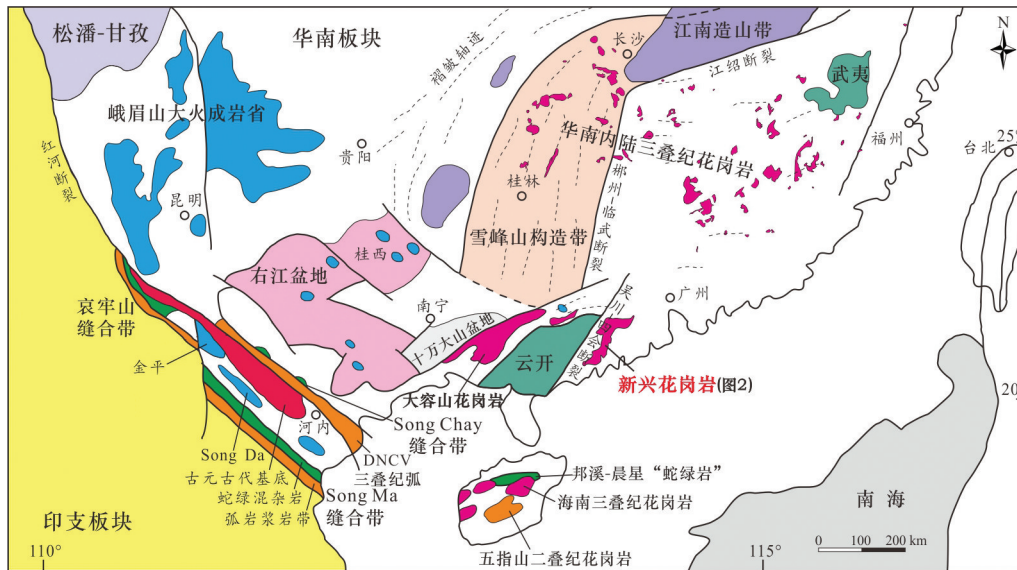 松潘-甘孜
华南板块
褶皱轴迹
长沙
江南造山带
江绍断裂
武夷
N
峨眉山大火成岩省
红河断裂
贵阳
华南内陆三叠纪花岗岩
福州
25°
台北
昆明
桂林
郴州-临武断裂
雪峰山构造带
桂西
右江盆地
南宁
十万大山盆地
吴川
四会断裂
广州
哀牢山
缝合带
金平
云开
新兴花岗岩(图2)
大容山花岗岩
20
河内
Song Chay
缝合带
Song Da
DNCV
三叠纪弧
古元古代基底
蛇绿混杂岩
弧岩浆岩带
Song Ma
缝合带
邦溪-晨星“蛇绿岩”
海南三叠纪花岗岩
五指山二叠纪花岗岩
南海
印支板块
110°
115°
0 100 200 km